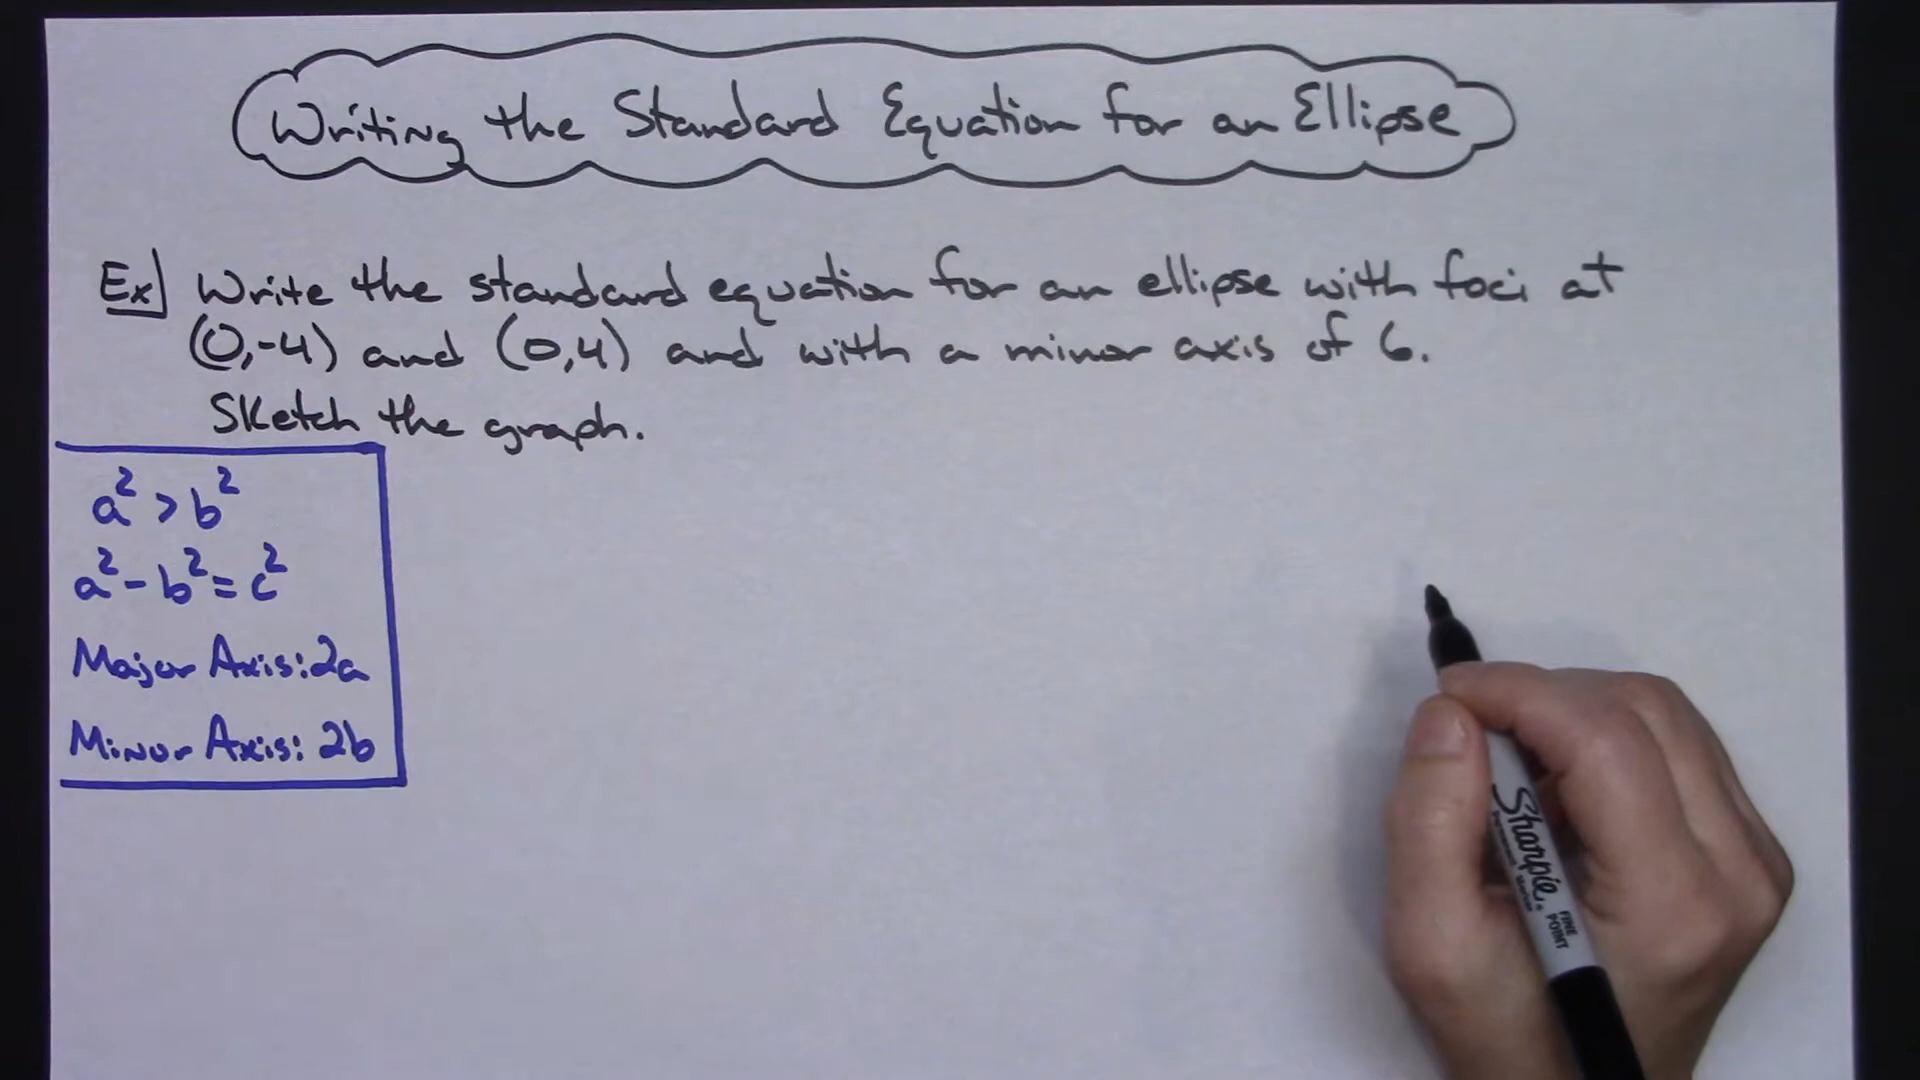 Writing the Standard Equation for an Ellipse
Ex Write the standard equation for an ellipse with foci at
(0,-4) and (0,4) and with a minor axis of 6.
Sketch the graph.
a² > b²
a² - b² = c²
Major Axis: 2a
Minor Axis: 2b
Sharpie.
FINE
POINT